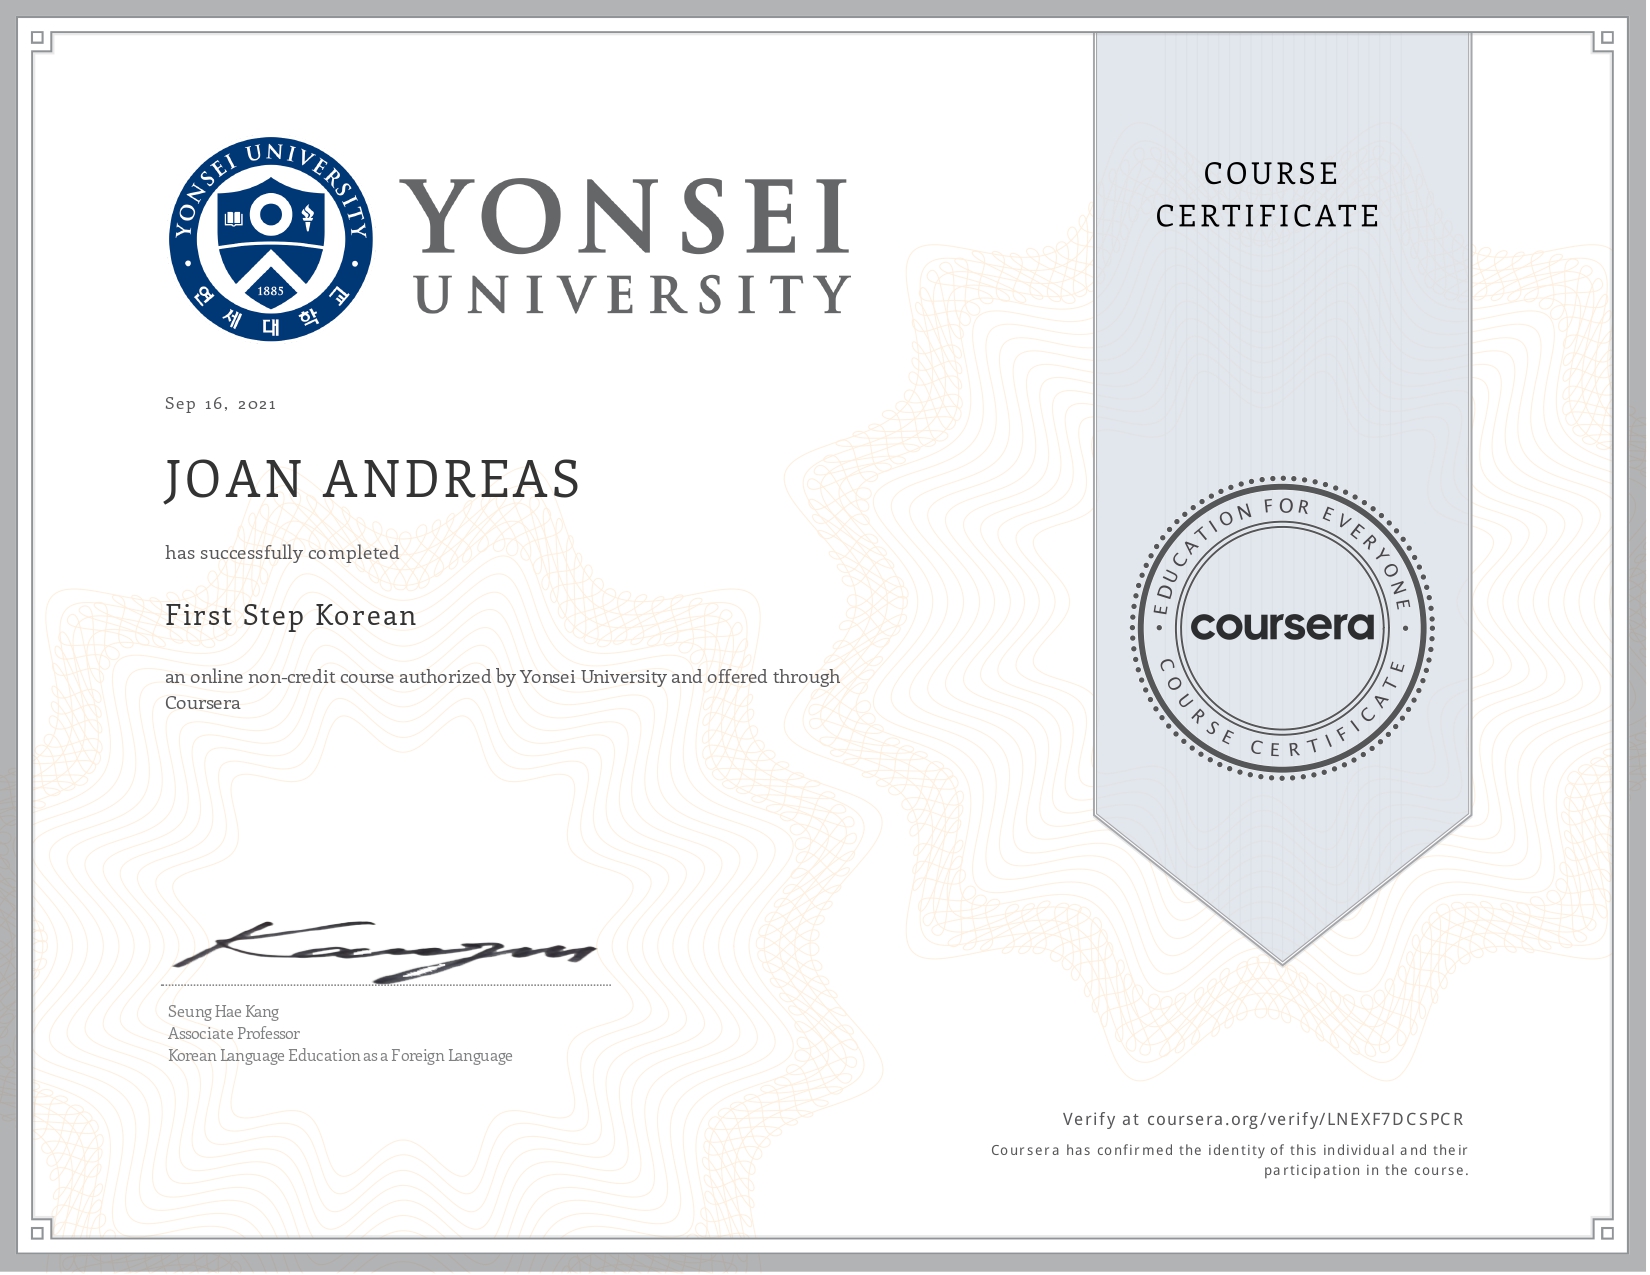 YONSEI UNIVERSITY
1885
연세대학교
YONSEI
UNIVERSITY
COURSE
CERTIFICATE
Sep 16, 2021
JOAN ANDREAS
has successfully completed
First Step Korean
an online non-credit course authorized by Yonsei University and offered through
Coursera
EDUCATION FOR EVERYONE
coursera
COURSE CERTIFICATE
Kangsm
Seung Hae Kang
Associate Professor
Korean Language Education as a Foreign Language
Verify at coursera.org/verify/LNEXF7DCSPCR
Coursera has confirmed the identity of this individual and their
participation in the course.